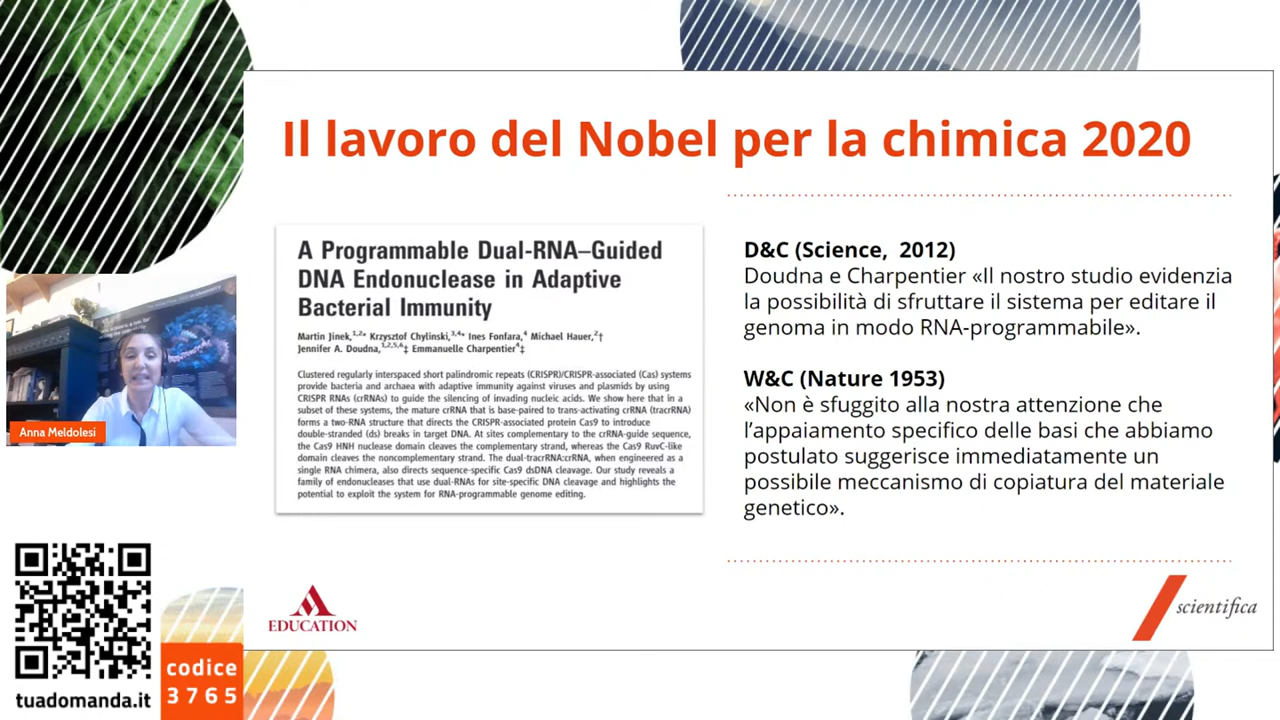 Il lavoro del Nobel per la chimica 2020
A Programmable Dual-RNA–Guided
DNA Endonuclease in Adaptive
Bacterial Immunity
Martin Jinek,1,2* Krzysztof Chylinski,3,4* Ines Fonfara,4 Michael Hauer,2†
Jennifer A. Doudna,1,2,5,6‡ Emmanuelle Charpentier4‡
Clustered regularly interspaced short palindromic repeats (CRISPR)/CRISPR-associated (Cas) systems
provide bacteria and archaea with adaptive immunity against viruses and plasmids by using
CRISPR RNAs (crRNAs) to guide the silencing of invading nucleic acids. We show here that in a
subset of these systems, the mature crRNA that is base-paired to trans-activating crRNA (tracrRNA)
forms a two-RNA structure that directs the CRISPR-associated protein Cas9 to introduce
double-stranded (ds) breaks in target DNA. At sites complementary to the crRNA-guide sequence,
the Cas9 HNH nuclease domain cleaves the complementary strand, whereas the Cas9 RuvC-like
domain cleaves the noncomplementary strand. The dual-tracrRNA:crRNA, when engineered as a
single RNA chimera, also directs sequence-specific Cas9 dsDNA cleavage. Our study reveals a
family of endonucleases that use dual-RNAs for site-specific DNA cleavage and highlights the
potential to exploit the system for RNA-programmable genome editing.
D&C (Science, 2012)
Doudna e Charpentier «Il nostro studio evidenzia
la possibilità di sfruttare il sistema per editare il
genoma in modo RNA-programmabile».
W&C (Nature 1953)
«Non è sfuggito alla nostra attenzione che
l'appaiamento specifico delle basi che abbiamo
postulato suggerisce immediatamente un
possibile meccanismo di copiatura del materiale
genetico».
Anna Meldolesi
EDUCATION
scientifica
codice
3765
tuadomanda.it